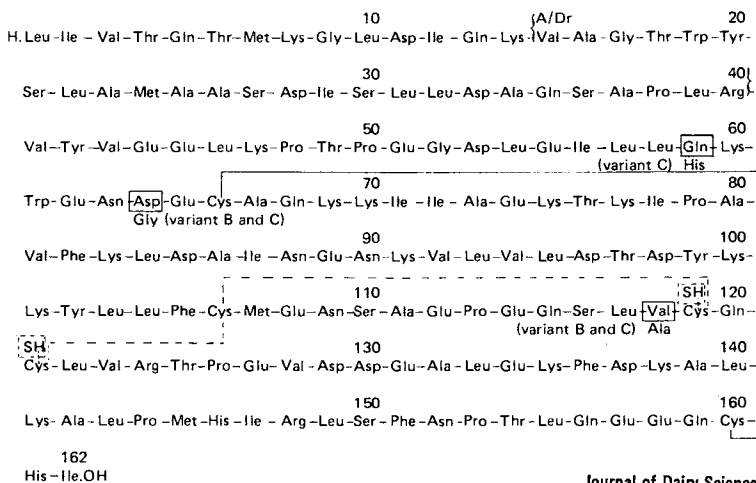 10 {A/Dr 20
H.Leu-Ile-Val-Thr-Gln-Thr-Met-Lys-Gly-Leu-Asp-Ile-Gln-Lys{Val-Ala-Gly-Thr-Trp-Tyr-
30 40}
Ser-Leu-Ala-Met-Ala-Ala-Ser-Asp-Ile-Ser-Leu-Leu-Asp-Ala-Gln-Ser-Ala-Pro-Leu-Arg}
50 60
Val-Tyr-Val-Glu-Glu-Leu-Lys-Pro-Thr-Pro-Glu-Gly-Asp-Leu-Glu-Ile-Leu-Leu-Gln-Lys-
(variant C) His
70 80
Trp-Glu-Asn-Asp-Glu-Cys-Ala-Gln-Lys-Lys-Ile-Ile-Ala-Glu-Lys-Thr-Lys-Ile-Pro-Ala-
Gly (variant B and C)
90 100
Val-Phe-Lys-Leu-Asp-Ala-Ile-Asn-Glu-Asn-Lys-Val-Leu-Val-Leu-Asp-Thr-Asp-Tyr-Lys-
110 SH 120
Lys-Tyr-Leu-Leu-Phe-Cys-Met-Glu-Asn-Ser-Ala-Glu-Pro-Glu-Gln-Ser-Leu-Val-Cys-Gln-
(variant B and C) Ala
SH 130 140
Cys-Leu-Val-Arg-Thr-Pro-Glu-Val-Asp-Asp-Glu-Ala-Leu-Glu-Lys-Phe-Asp-Lys-Ala-Leu-
150 160
Lys-Ala-Leu-Pro-Met-His-Ile-Arg-Leu-Ser-Phe-Asn-Pro-Thr-Leu-Gln-Glu-Glu-Gln-Cys-
162
His-Ile.OH
Journal of Dairy Science